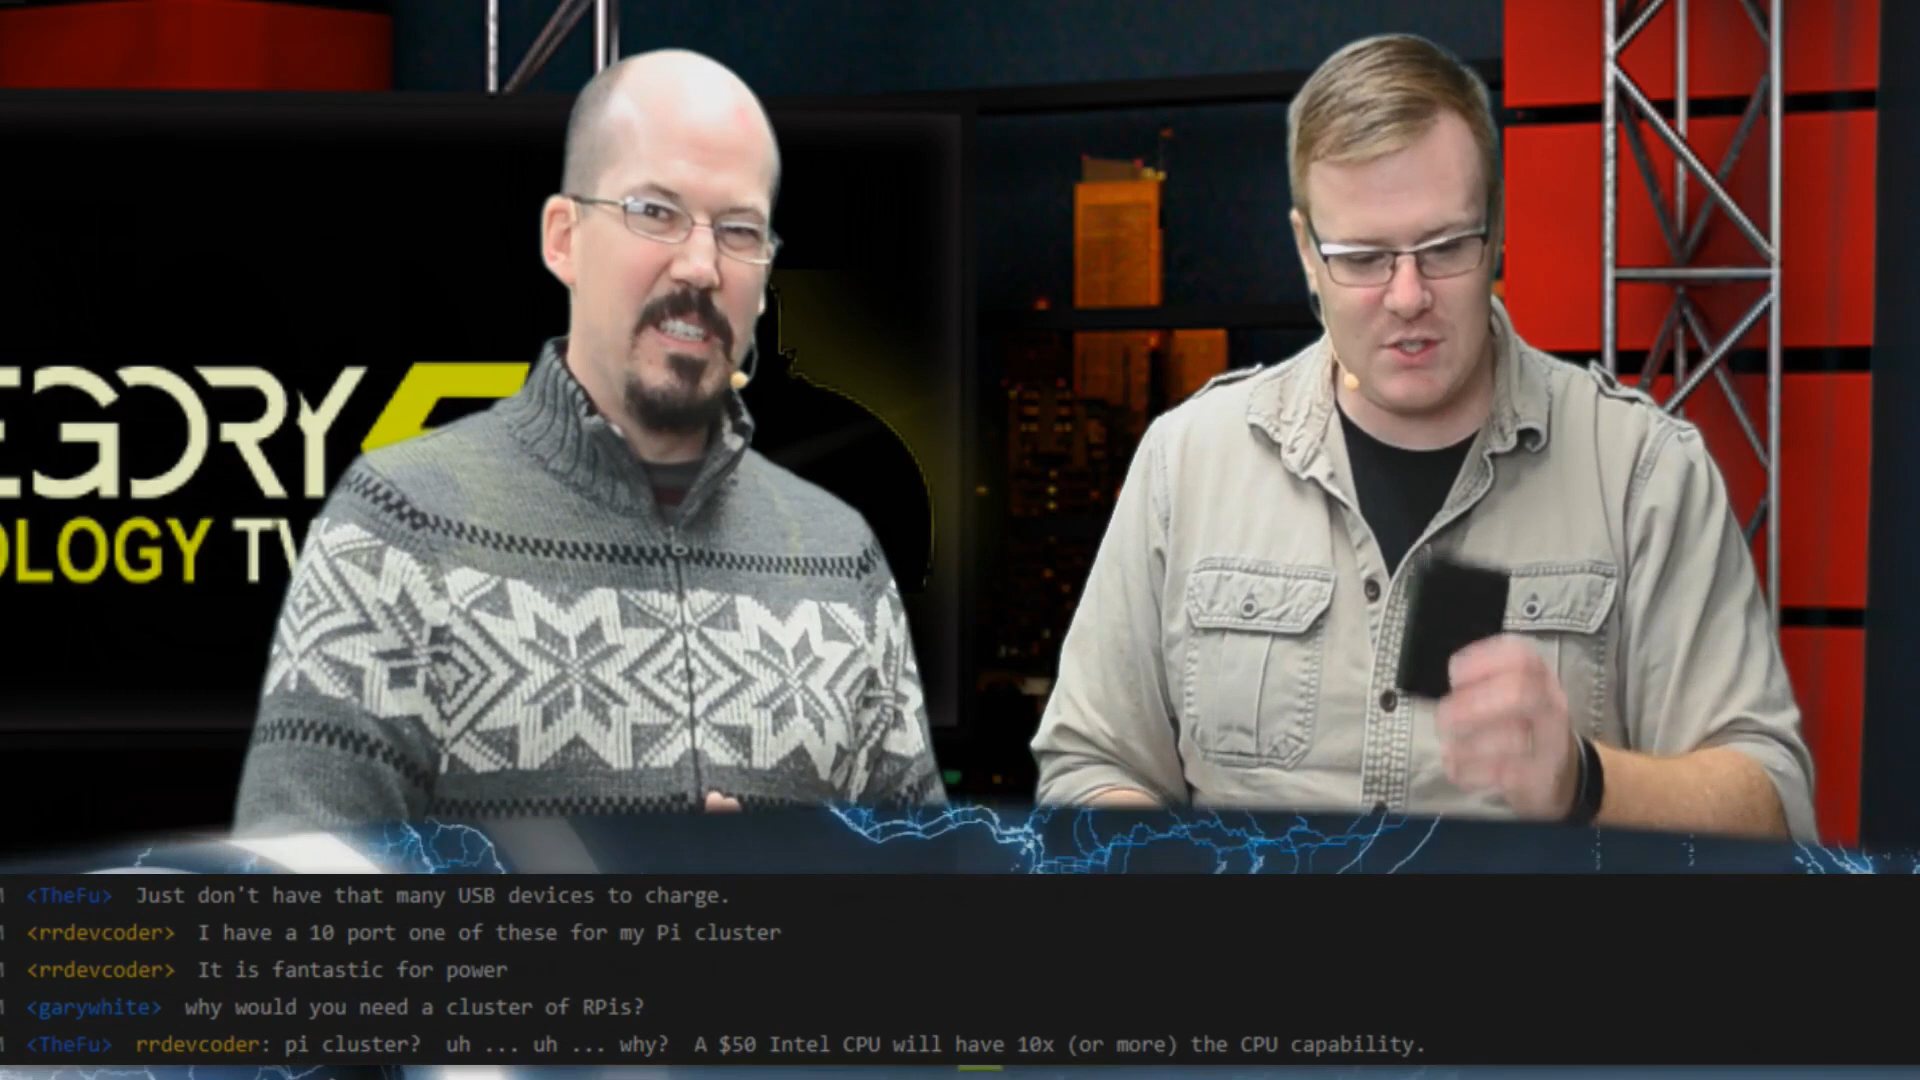 EGORY 5
OLOGY TV
<TheFu> Just don't have that many USB devices to charge.
<rrdevcoder> I have a 10 port one of these for my Pi cluster
<rrdevcoder> It is fantastic for power
<garywhite> why would you need a cluster of RPis?
<TheFu> rrdevcoder: pi cluster? uh ... uh ... why? A $50 Intel CPU will have 10x (or more) the CPU capability.